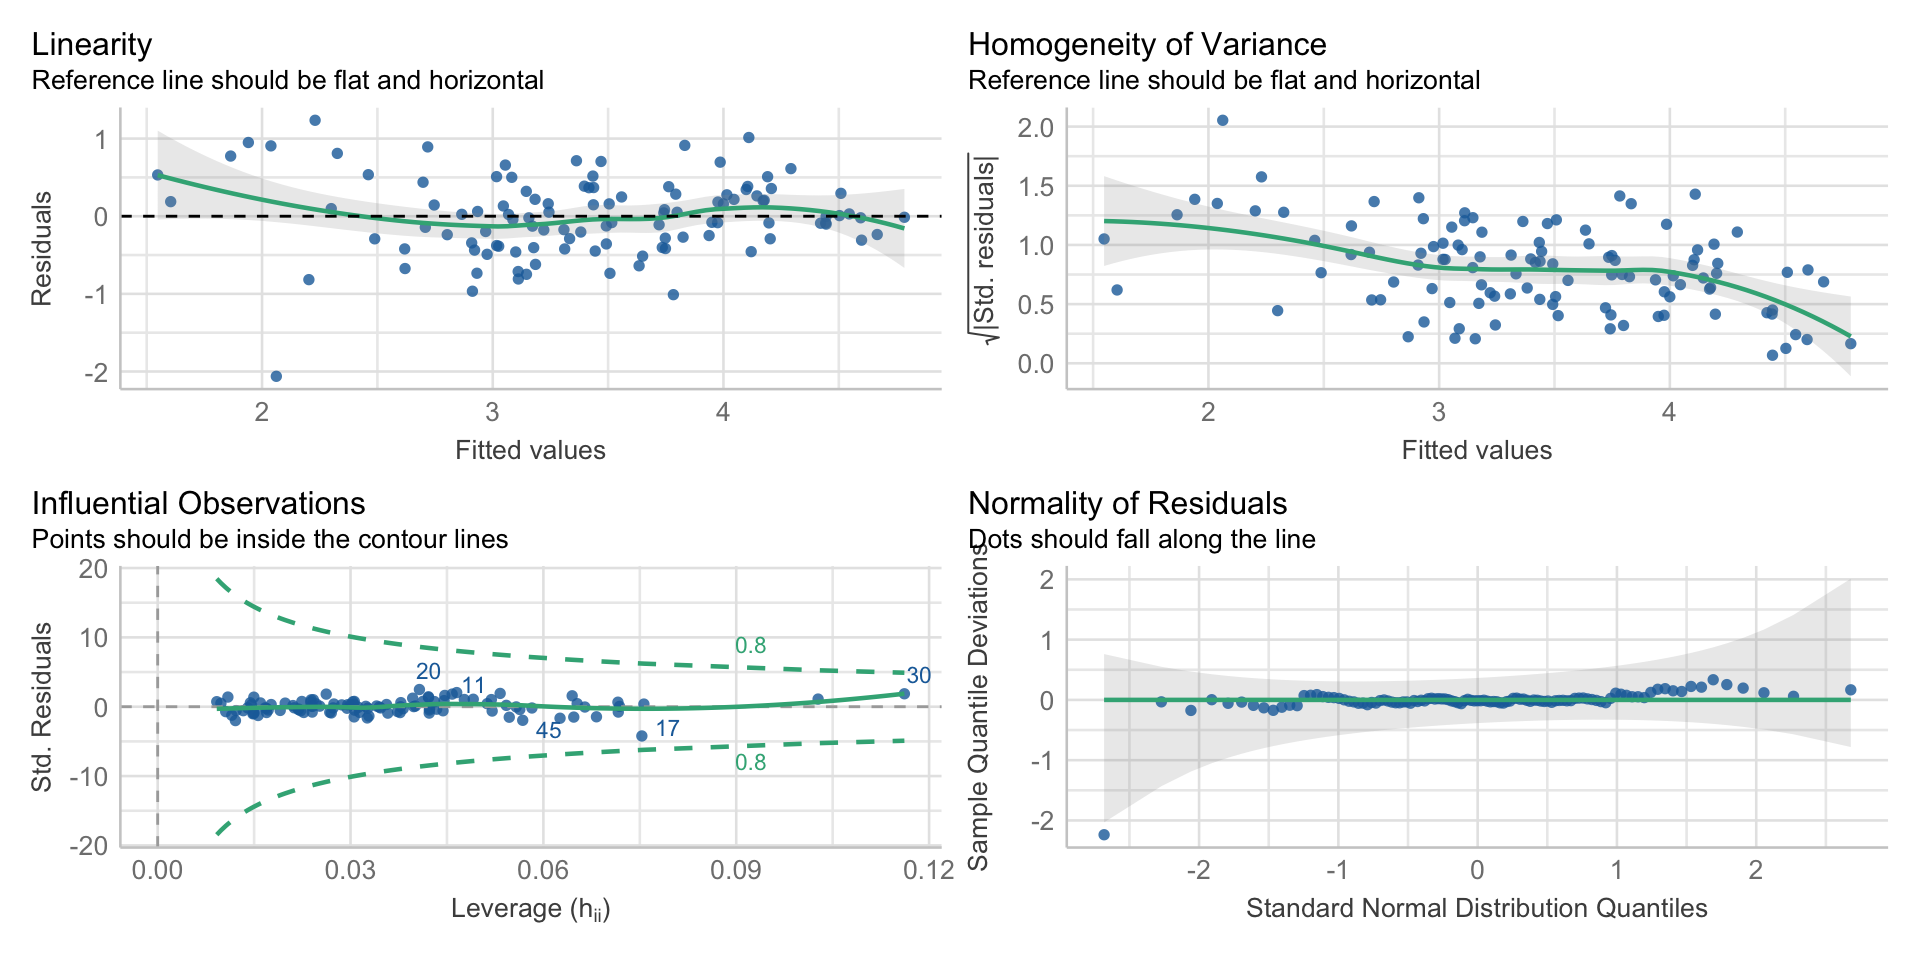 Linearity
Reference line should be flat and horizontal
1
0
-1
-2
Residuals
2 3 4
Fitted values
Homogeneity of Variance
Reference line should be flat and horizontal
2.0
1.5
1.0
0.5
0.0
√|Std. residuals|
2 3 4
Fitted values
Influential Observations
Points should be inside the contour lines
20
10
0
-10
-20
Std. Residuals
0.8
20
11
30
45
17
0.8
0.00 0.03 0.06 0.09 0.12
Leverage (hᵢᵢ)
Normality of Residuals
Dots should fall along the line
2
1
0
-1
-2
Sample Quantile Deviations
-2 -1 0 1 2
Standard Normal Distribution Quantiles